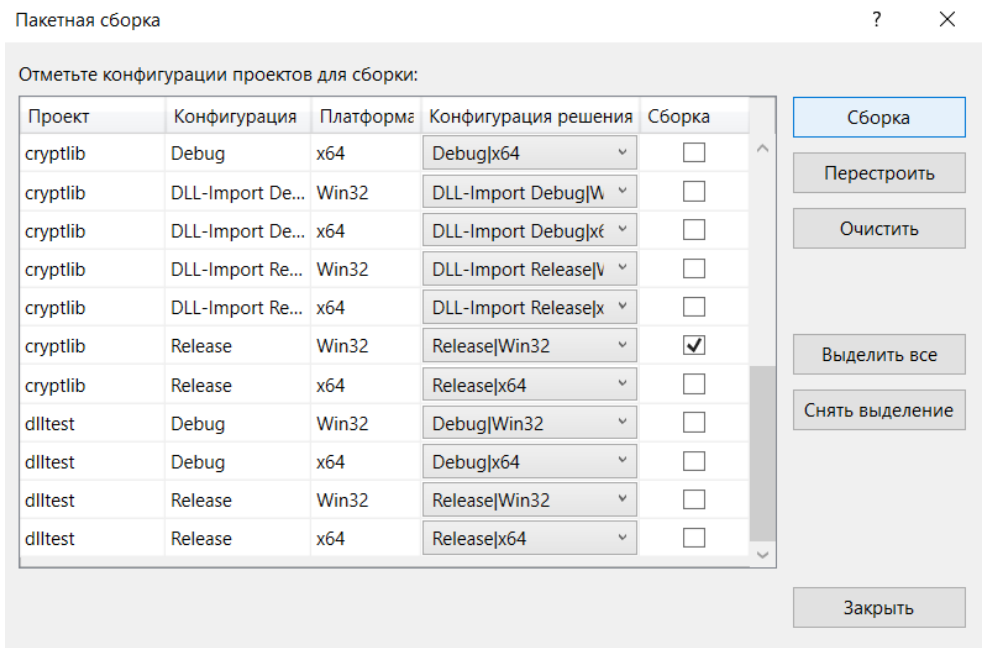 Пакетная сборка ?
Отметьте конфигурации проектов для сборки:
Проект Конфигурация Платформа Конфигурация решения Сборка
cryptlib Debug x64 Debug|x64
cryptlib DLL-Import De... Win32 DLL-Import Debug|W
cryptlib DLL-Import De... x64 DLL-Import Debug|x6
cryptlib DLL-Import Re... Win32 DLL-Import Release|W
cryptlib DLL-Import Re... x64 DLL-Import Release|x
cryptlib Release Win32 Release|Win32
cryptlib Release x64 Release|x64
dlltest Debug Win32 Debug|Win32
dlltest Debug x64 Debug|x64
dlltest Release Win32 Release|Win32
dlltest Release x64 Release|x64
Сборка
Перестроить
Очистить
Выделить все
Снять выделение
Закрыть